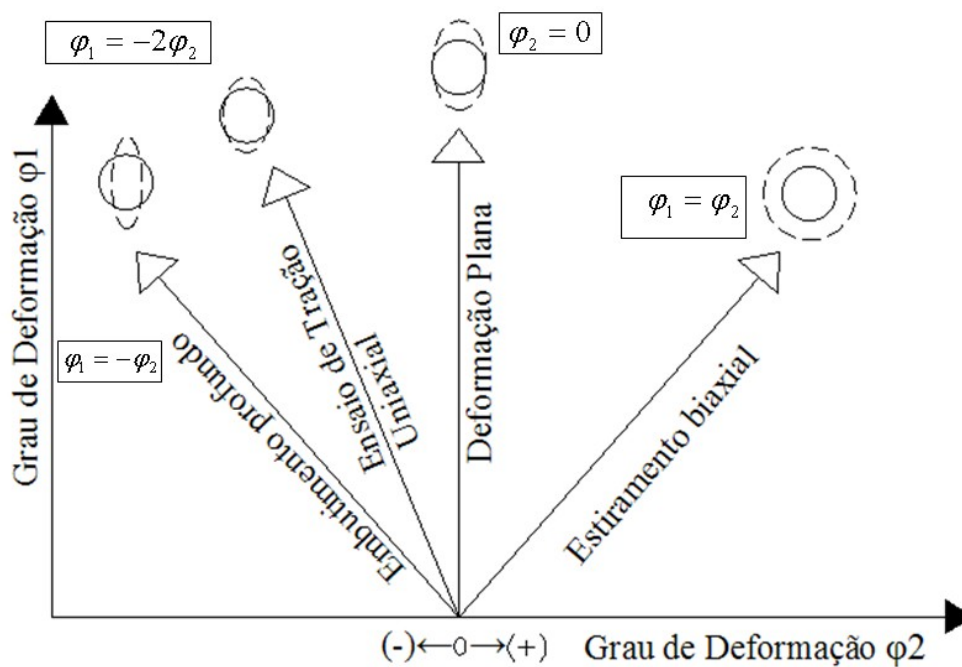 φ₁ = -2φ₂
φ₂ = 0
φ₁ = φ₂
φ₁ = -φ₂
Grau de Deformação φ1
Embutimento profundo
Ensaio de Tração
Uniaxial
Deformação Plana
Estiramento biaxial
(-)←0→(+)
Grau de Deformação φ2